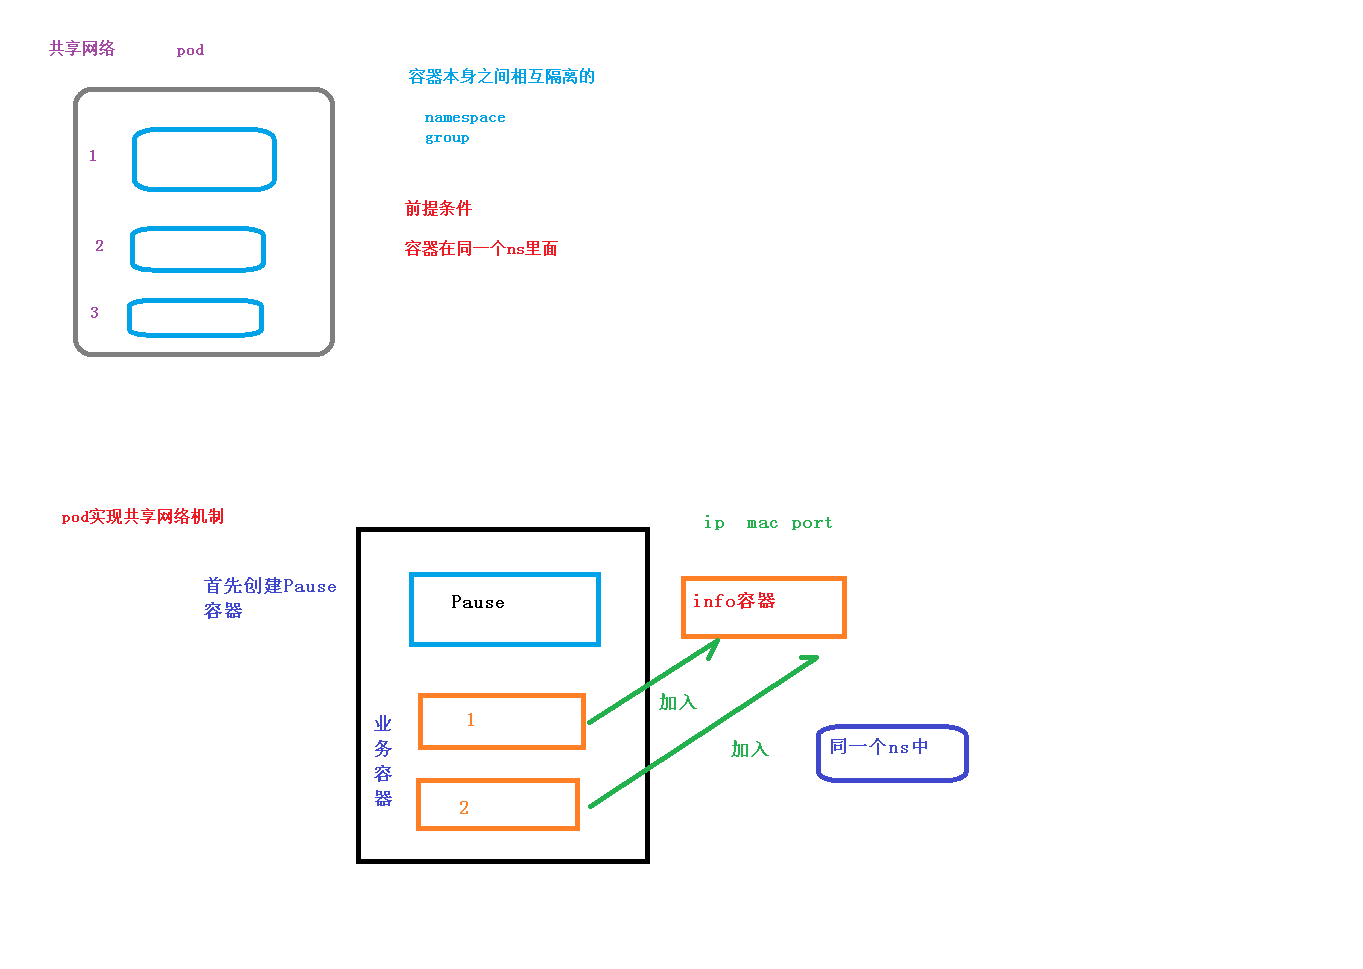 共享网络 pod
容器本身之间相互隔离的
namespace
group
1
前提条件
2
容器在同一个ns里面
3
pod实现共享网络机制
ip mac port
首先创建Pause
容器
Pause
info容器
加入
1
业
务
容
器
加入
同一个ns中
2